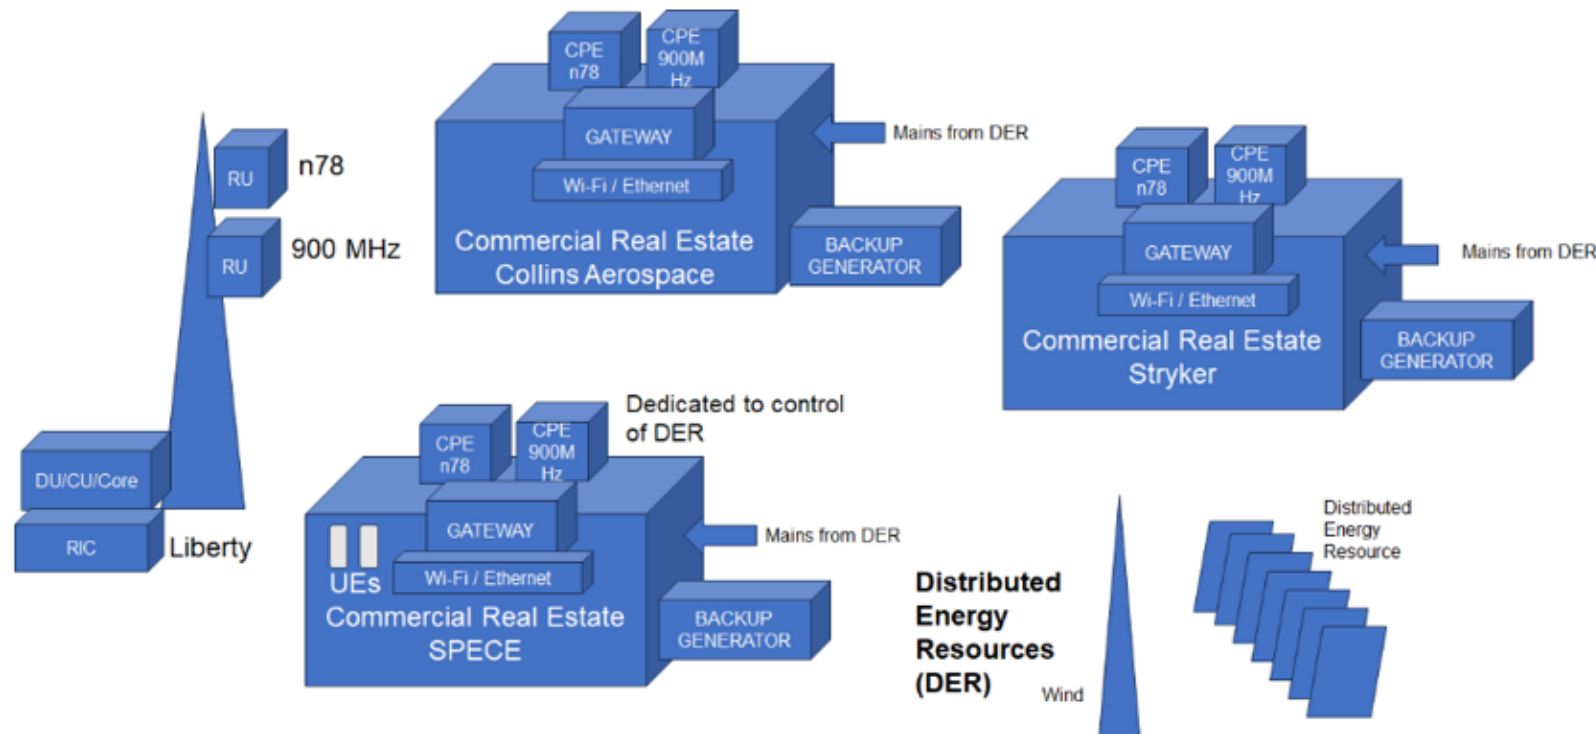 n78
RU
900 MHz
RU
DU/CU/Core
RIC
Liberty
CPE
n78
CPE
900M
Hz
GATEWAY
Wi-Fi / Ethernet
Commercial Real Estate
Collins Aerospace
Mains from DER
BACKUP
GENERATOR
CPE
n78
CPE
900M
Hz
GATEWAY
Wi-Fi / Ethernet
Commercial Real Estate
Stryker
Mains from DER
BACKUP
GENERATOR
CPE
n78
CPE
900M
Hz
Dedicated to control
of DER
GATEWAY
Wi-Fi / Ethernet
UEs
Commercial Real Estate
SPECE
Mains from DER
BACKUP
GENERATOR
Distributed
Energy
Resources
(DER)
Wind
Distributed
Energy
Resource